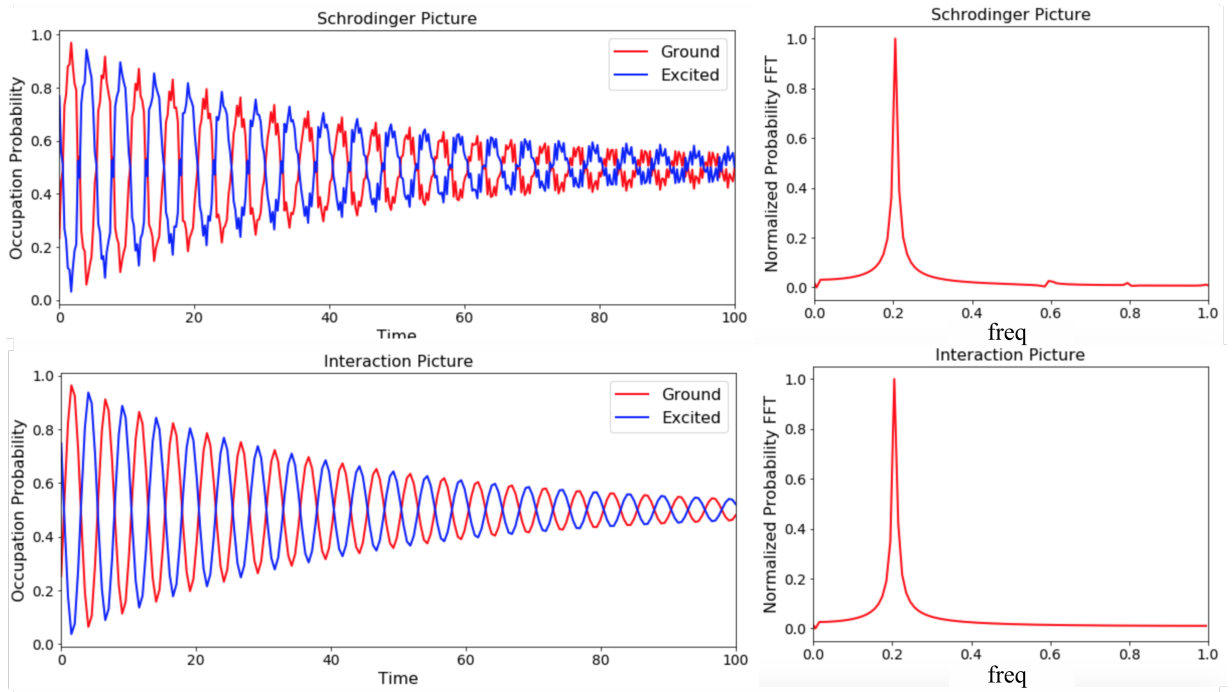 Schrodinger Picture
Occupation Probability
1.0
0.8
0.6
0.4
0.2
0.0
Ground
Excited
0 20 40 60 80 100
Time
Schrodinger Picture
Normalized Probability FFT
1.0
0.8
0.6
0.4
0.2
0.0
0.0 0.2 0.4 0.6 0.8 1.0
freq
Interaction Picture
Occupation Probability
1.0
0.8
0.6
0.4
0.2
0.0
Ground
Excited
0 20 40 60 80 100
Time
Interaction Picture
Normalized Probability FFT
1.0
0.8
0.6
0.4
0.2
0.0
0.0 0.2 0.4 0.6 0.8 1.0
freq